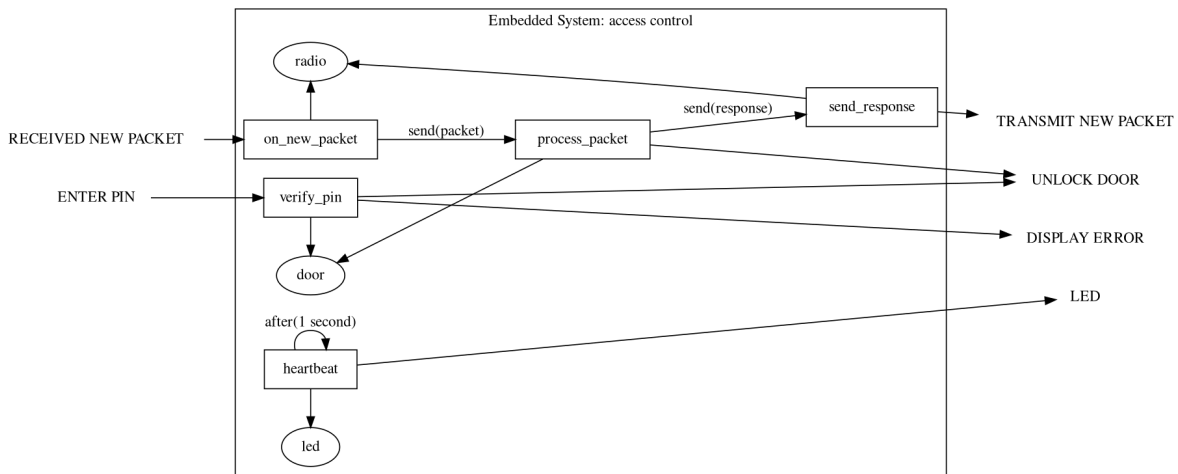 Embedded System: access control
radio
send_response
send(response)
TRANSMIT NEW PACKET
RECEIVED NEW PACKET
on_new_packet
send(packet)
process_packet
UNLOCK DOOR
ENTER PIN
verify_pin
DISPLAY ERROR
door
LED
after(1 second)
heartbeat
led